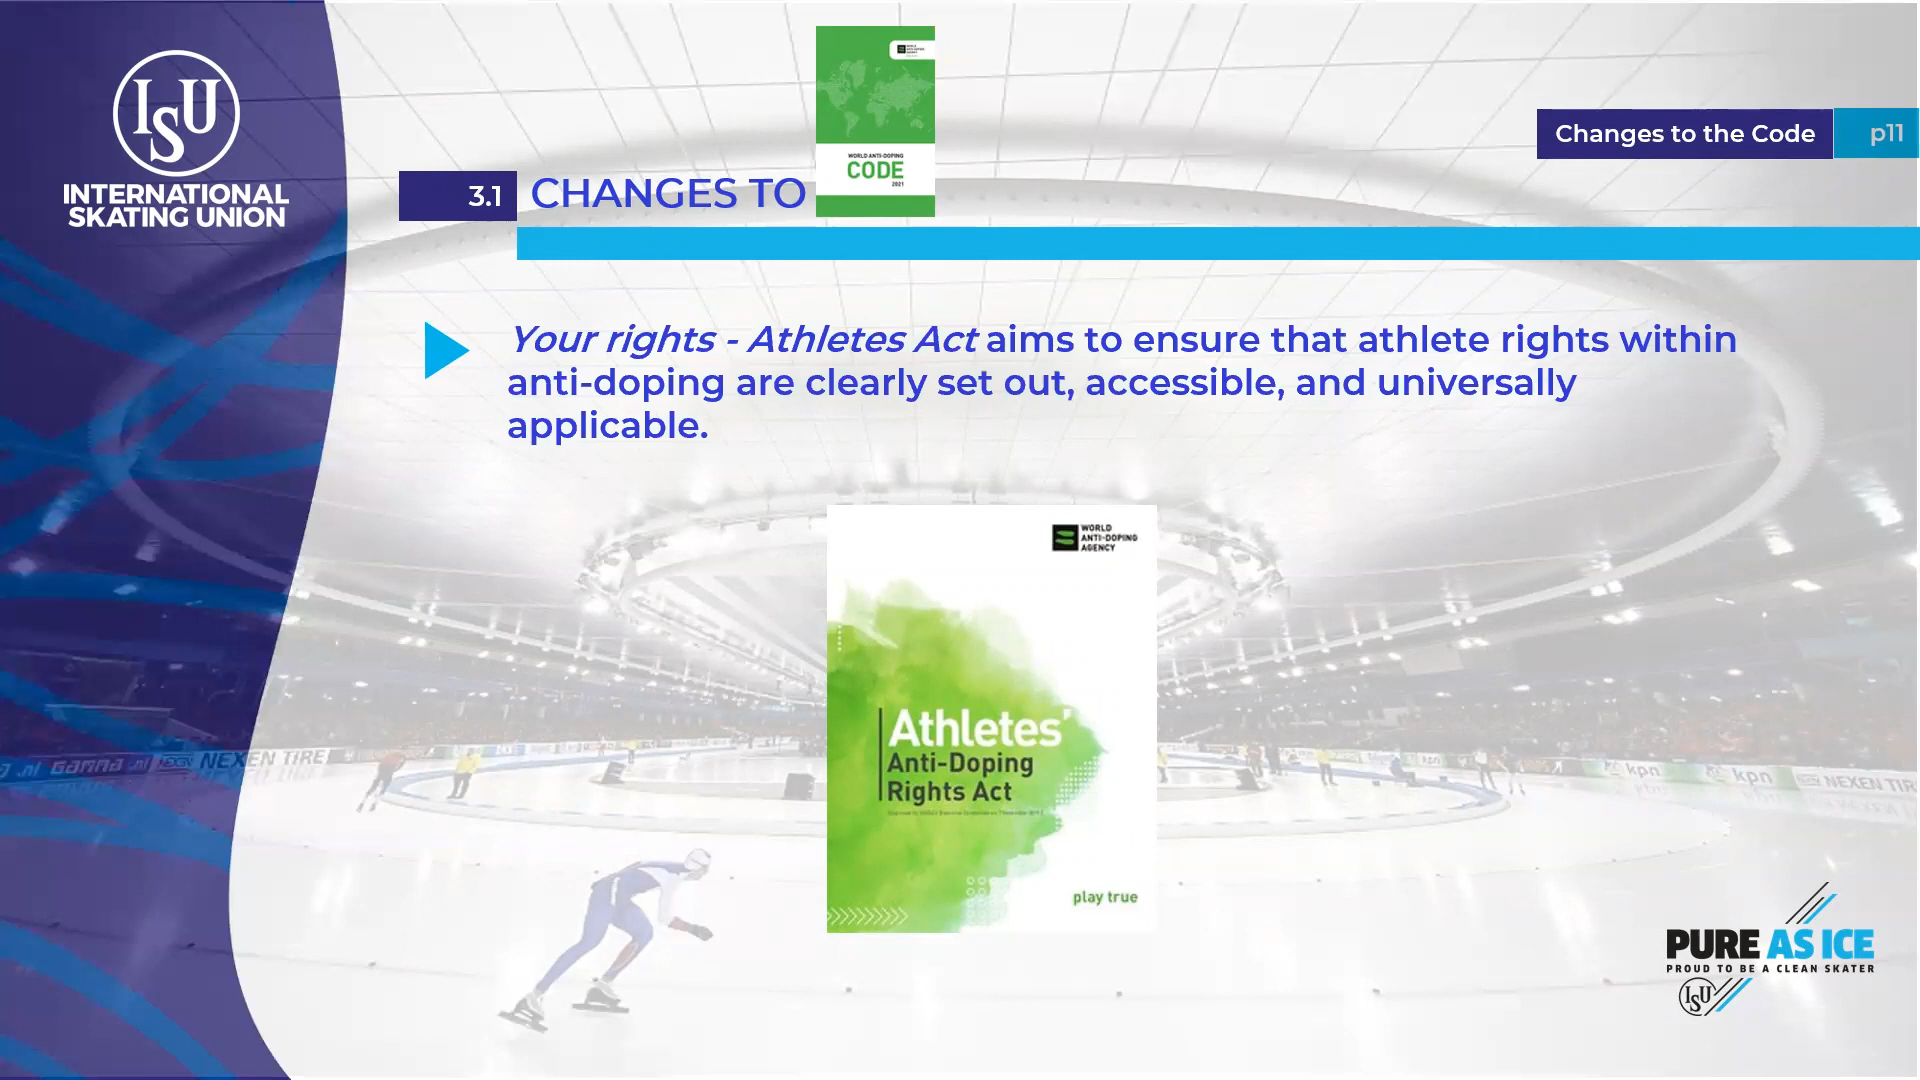 ISU
INTERNATIONAL
SKATING UNION
WORLD ANTI-DOPING
CODE
2021
Changes to the Code
p11
3.1
CHANGES TO
Your rights - Athletes Act aims to ensure that athlete rights within
anti-doping are clearly set out, accessible, and universally
applicable.
WORLD
ANTI-DOPING
AGENCY
Athletes'
Anti-Doping
Rights Act
play true
NEXEN TIRE
kpn
kpn
NEXEN TIR
PURE AS ICE
PROUD TO BE A CLEAN SKATER
ISU